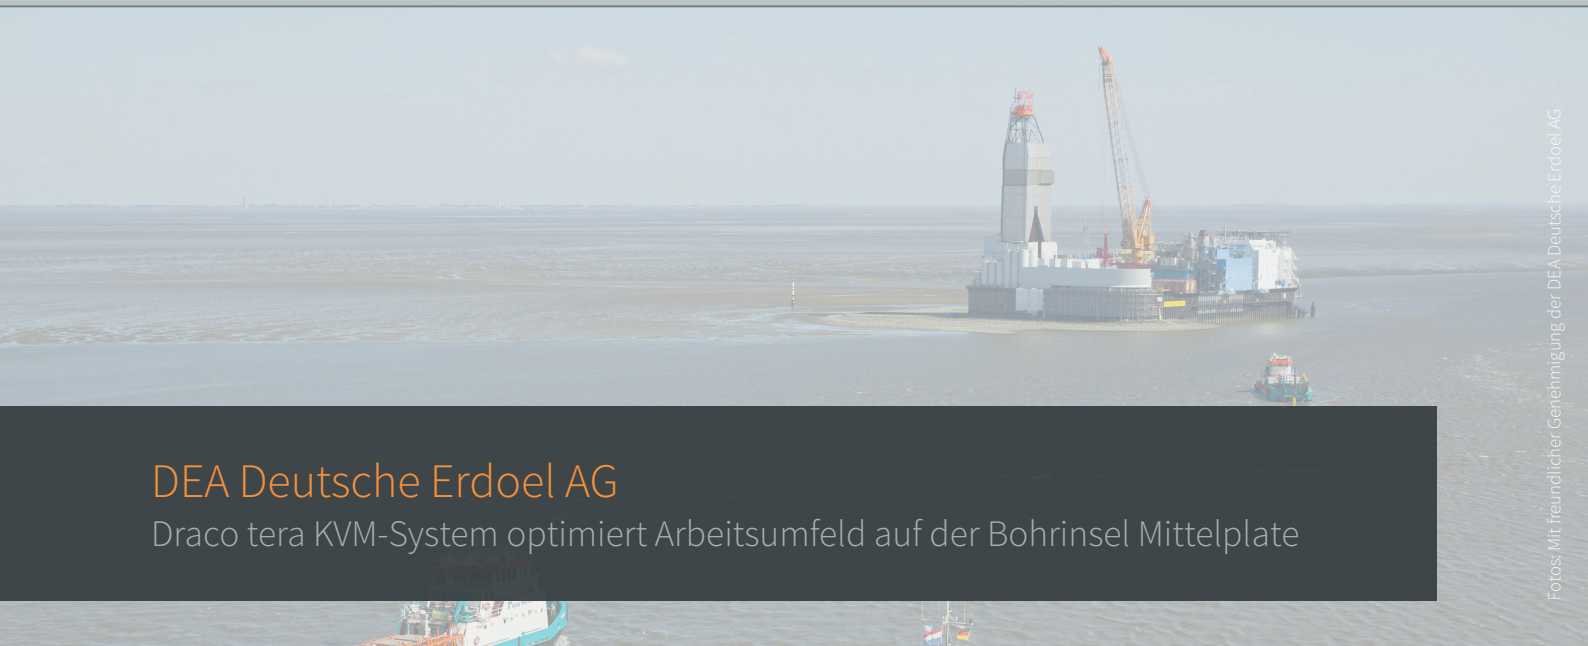 DEA Deutsche Erdoel AG
Draco tera KVM-System optimiert Arbeitsumfeld auf der Bohrinsel Mittelplate
Fotos: Mit freundlicher Genehmigung der DEA Deutsche Erdoel AG